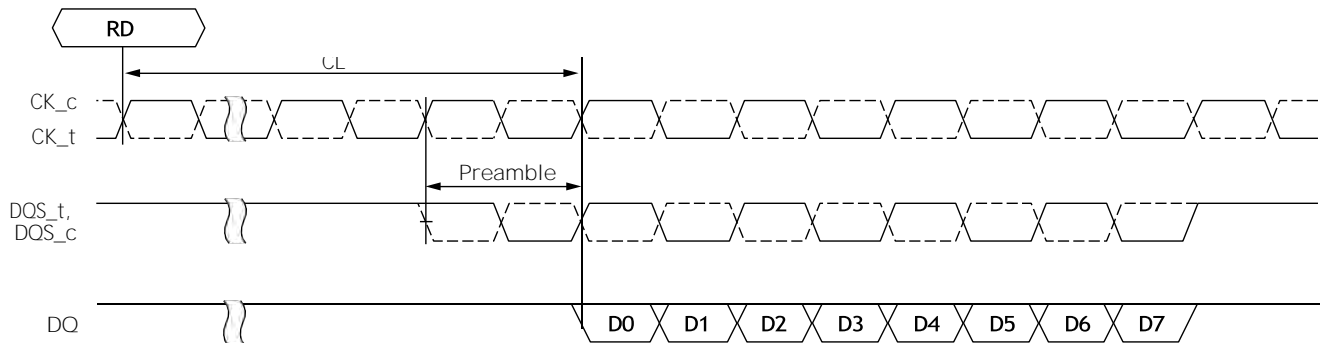 RD
CL
CK_c
CK_t
Preamble
DQS_t,
DQS_c
DQ
D0 D1 D2 D3 D4 D5 D6 D7